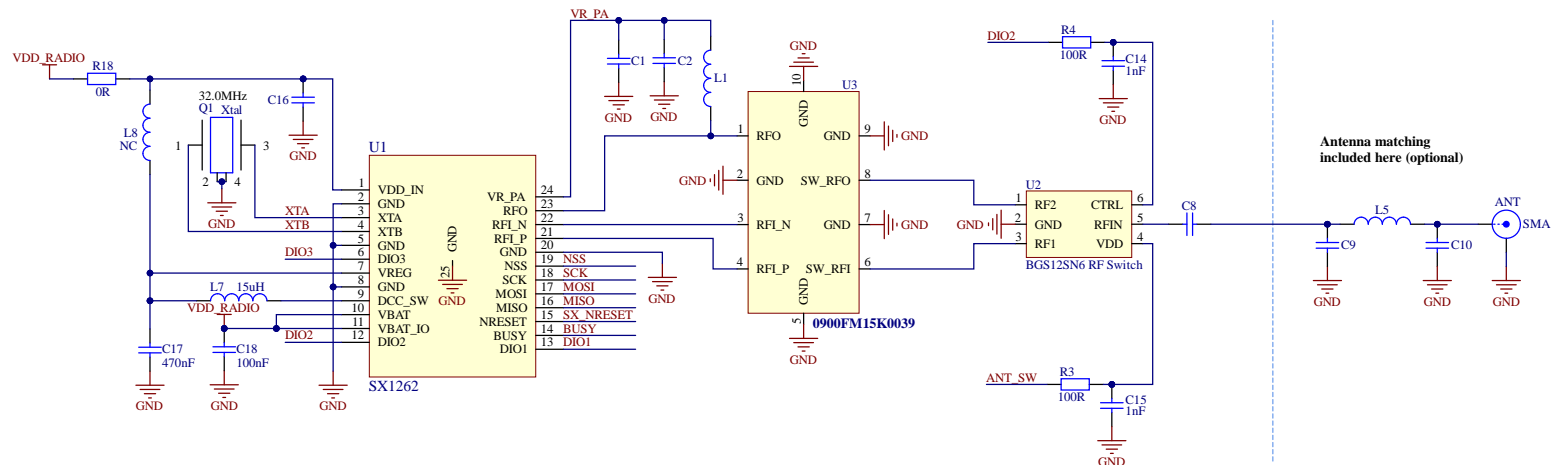 VDD_RADIO
R18
0R
L8
NC
32.0MHz
Q1 Xtal
1
3
2 4
GND
C16
GND
XTA
XTB
DIO3
L7 15uH
VDD_RADIO
DIO2
C17
470nF
GND
C18
100nF
GND
GND
U1
1 VDD_IN
2 GND
3 XTA
4 XTB
5 GND
6 DIO3
7 VREG
8 GND
9 DCC_SW
10 VBAT
11 VBAT_IO
12 DIO2
GND
25
GND
VR_PA 24
RFO 23
RFI_N 22
RFI_P 21
GND 20
NSS 19 NSS
SCK 18 SCK
MOSI 17 MOSI
MISO 16 MISO
NRESET 15 SX_NRESET
BUSY 14 BUSY
DIO1 13 DIO1
SX1262
GND
VR_PA
C1
GND
C2
GND
L1
GND
U3
10
GND
1 RFO
GND 9 GND
GND 2 GND
SW_RFO 8
3 RFI_N
GND 7 GND
4 RFI_P
SW_RFI 6
GND
5
0900FM15K0039
GND
DIO2
R4
100R
C14
1nF
GND
U2
1 RF2
GND 2 GND
3 RF1
CTRL 6
RFIN 5
VDD 4
BGS12SN6 RF Switch
C8
ANT_SW
R3
100R
C15
1nF
GND
Antenna matching
included here (optional)
C9
GND
L5
C10
GND
ANT
SMA
GND